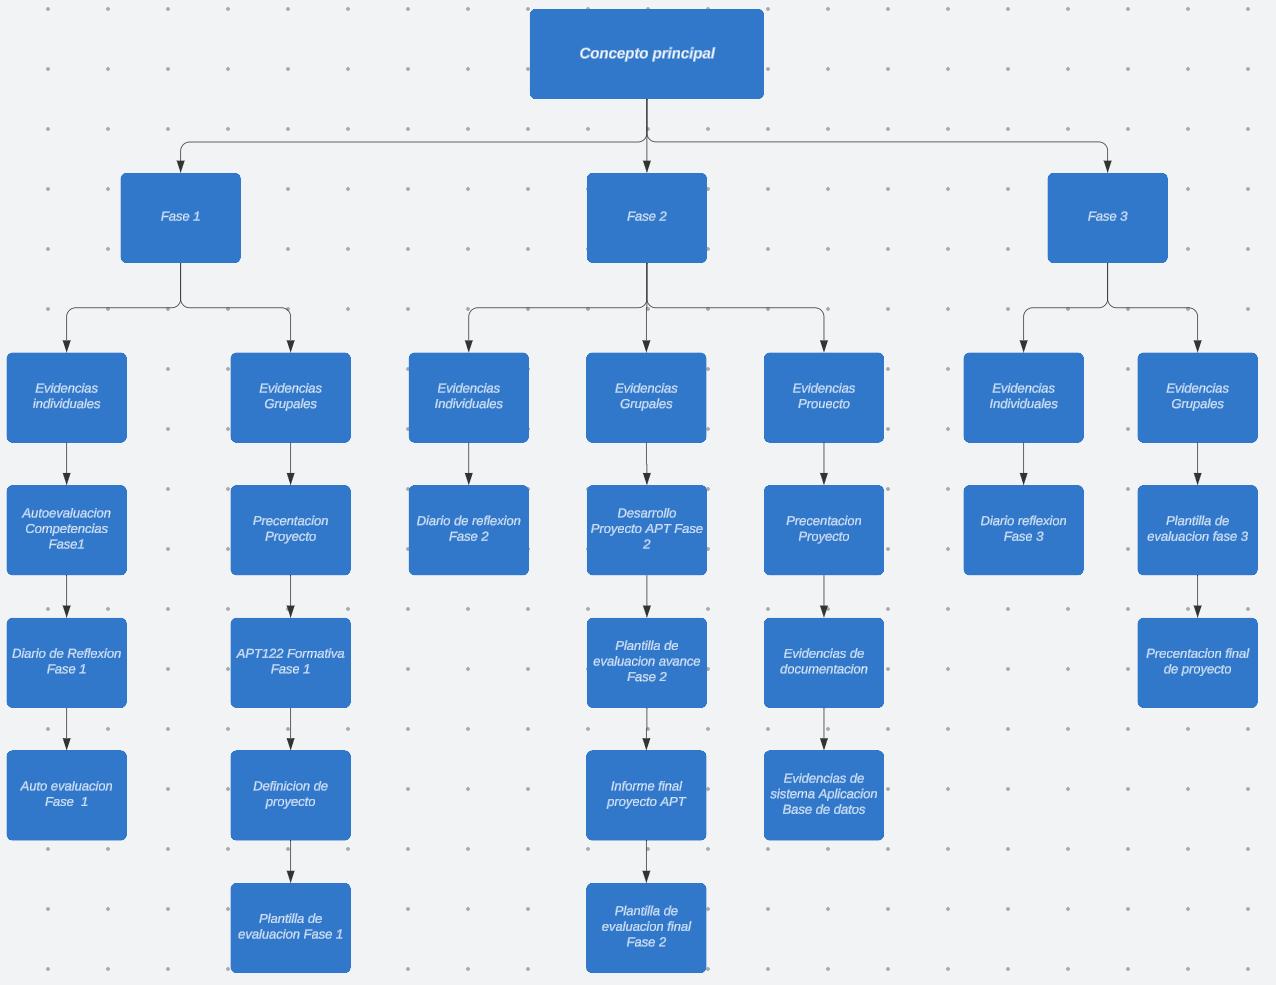 Concepto principal
Fase 1
Fase 2
Fase 3
Evidencias
individuales
Evidencias
Grupales
Evidencias
Individuales
Evidencias
Grupales
Evidencias
Prouecto
Evidencias
Individuales
Evidencias
Grupales
Autoevaluacion
Competencias
Fase1
Precentacion
Proyecto
Diario de reflexion
Fase 2
Desarrollo
Proyecto APT Fase
2
Precentacion
Proyecto
Diario reflexion
Fase 3
Plantilla de
evaluacion fase 3
Diario de Reflexion
Fase 1
APT122 Formativa
Fase 1
Plantilla de
evaluacion avance
Fase 2
Evidencias de
documentacion
Precentacion final
de proyecto
Auto evaluacion
Fase  1
Definicion de
proyecto
Informe final
proyecto APT
Evidencias de
sistema Aplicacion
Base de datos
Plantilla de
evaluacion Fase 1
Plantilla de
evaluacion final
Fase 2